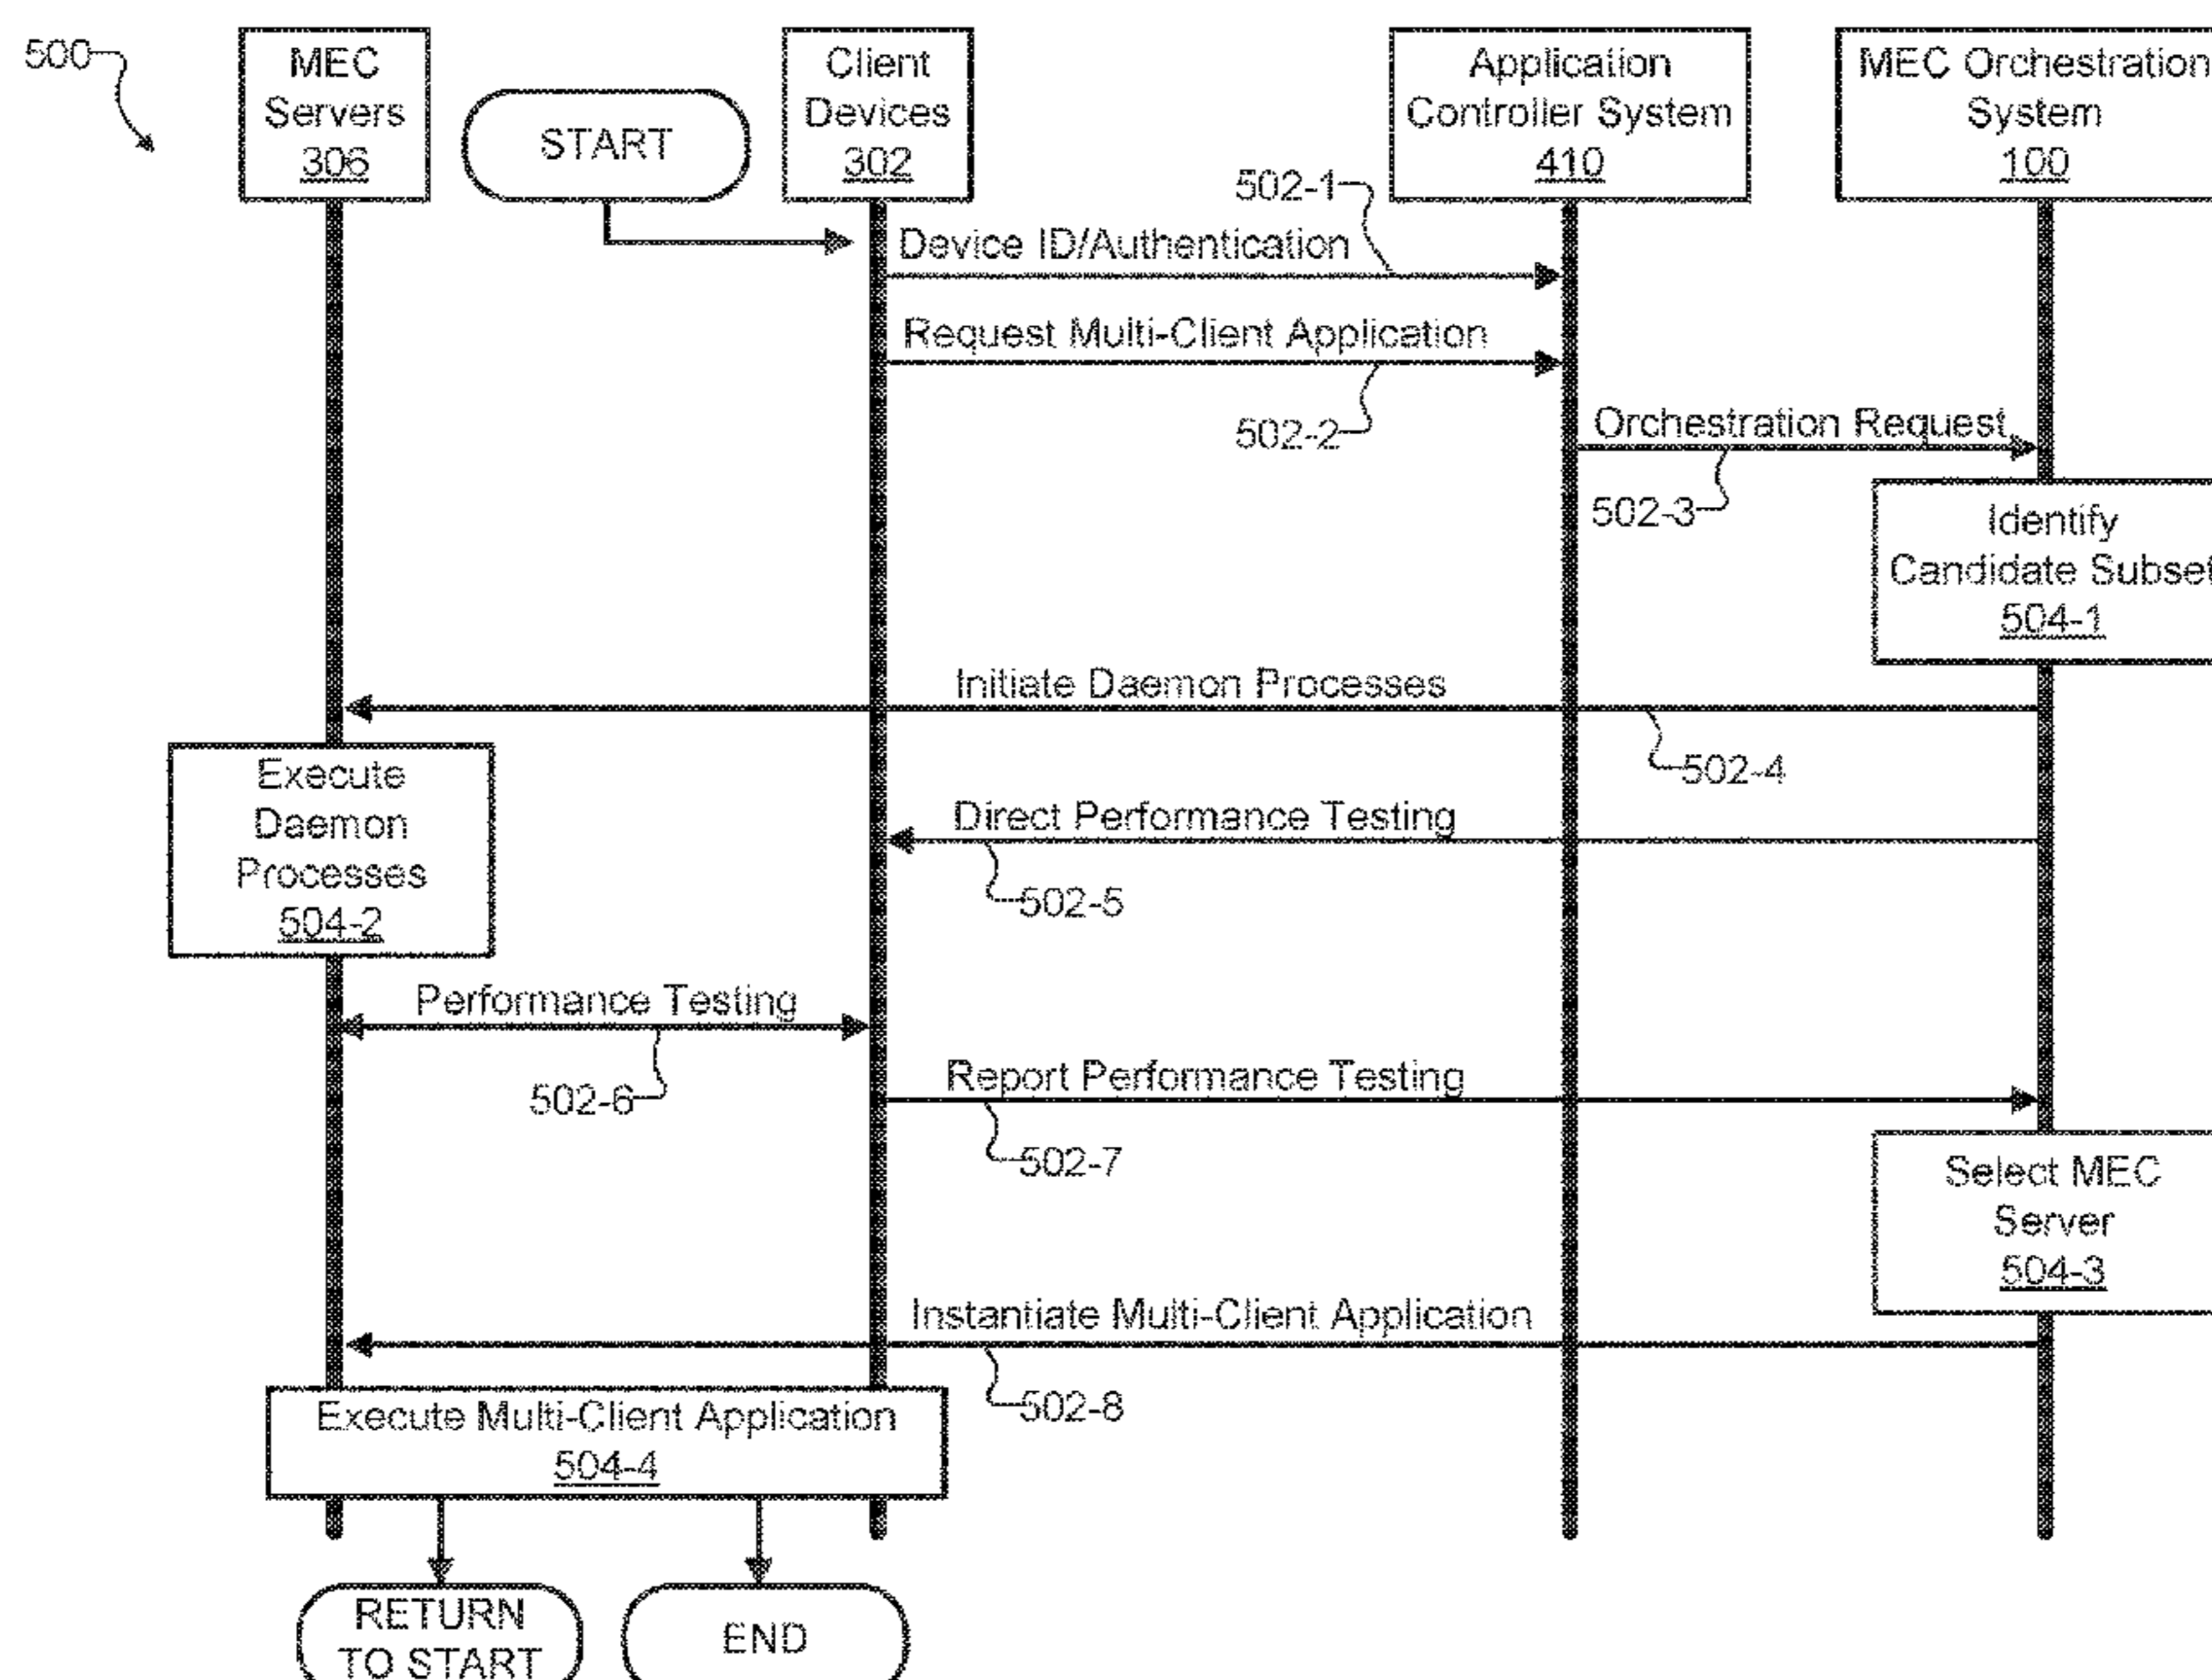 500
MEC
Servers
306
START
Client
Devices
302
Application
Controller System
410
MEC Orchestration
System
100
502-1
Device ID/Authentication
Request Multi-Client Application
502-2
Orchestration Request
502-3
Identify
Candidate Subset
504-1
Initiate Daemon Processes
502-4
Execute
Daemon
Processes
504-2
Direct Performance Testing
502-5
Performance Testing
502-6
Report Performance Testing
502-7
Select MEC
Server
504-3
Instantiate Multi-Client Application
502-8
Execute Multi-Client Application
504-4
RETURN
TO START
END